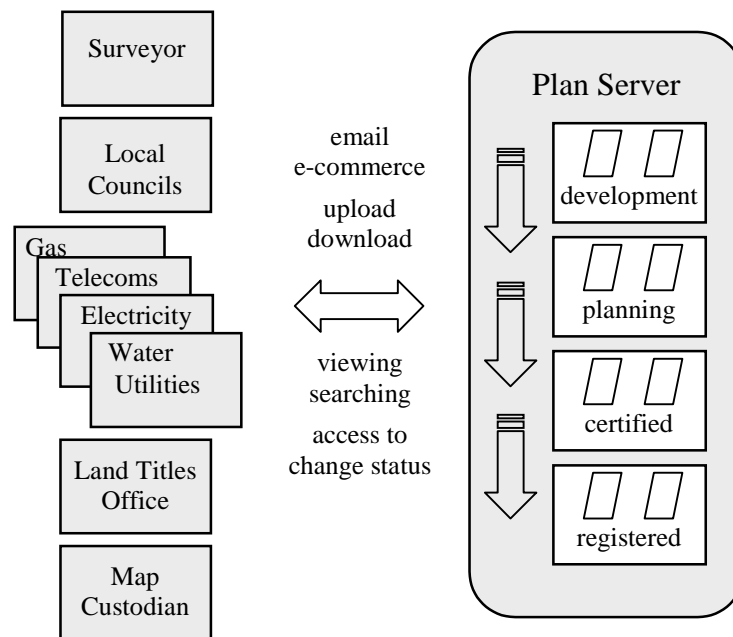 Surveyor
Local
Councils
Gas
Telecoms
Electricity
Water
Utilities
Land Titles
Office
Map
Custodian
email
e-commerce
upload
download
viewing
searching
access to
change status
Plan Server
development
planning
certified
registered